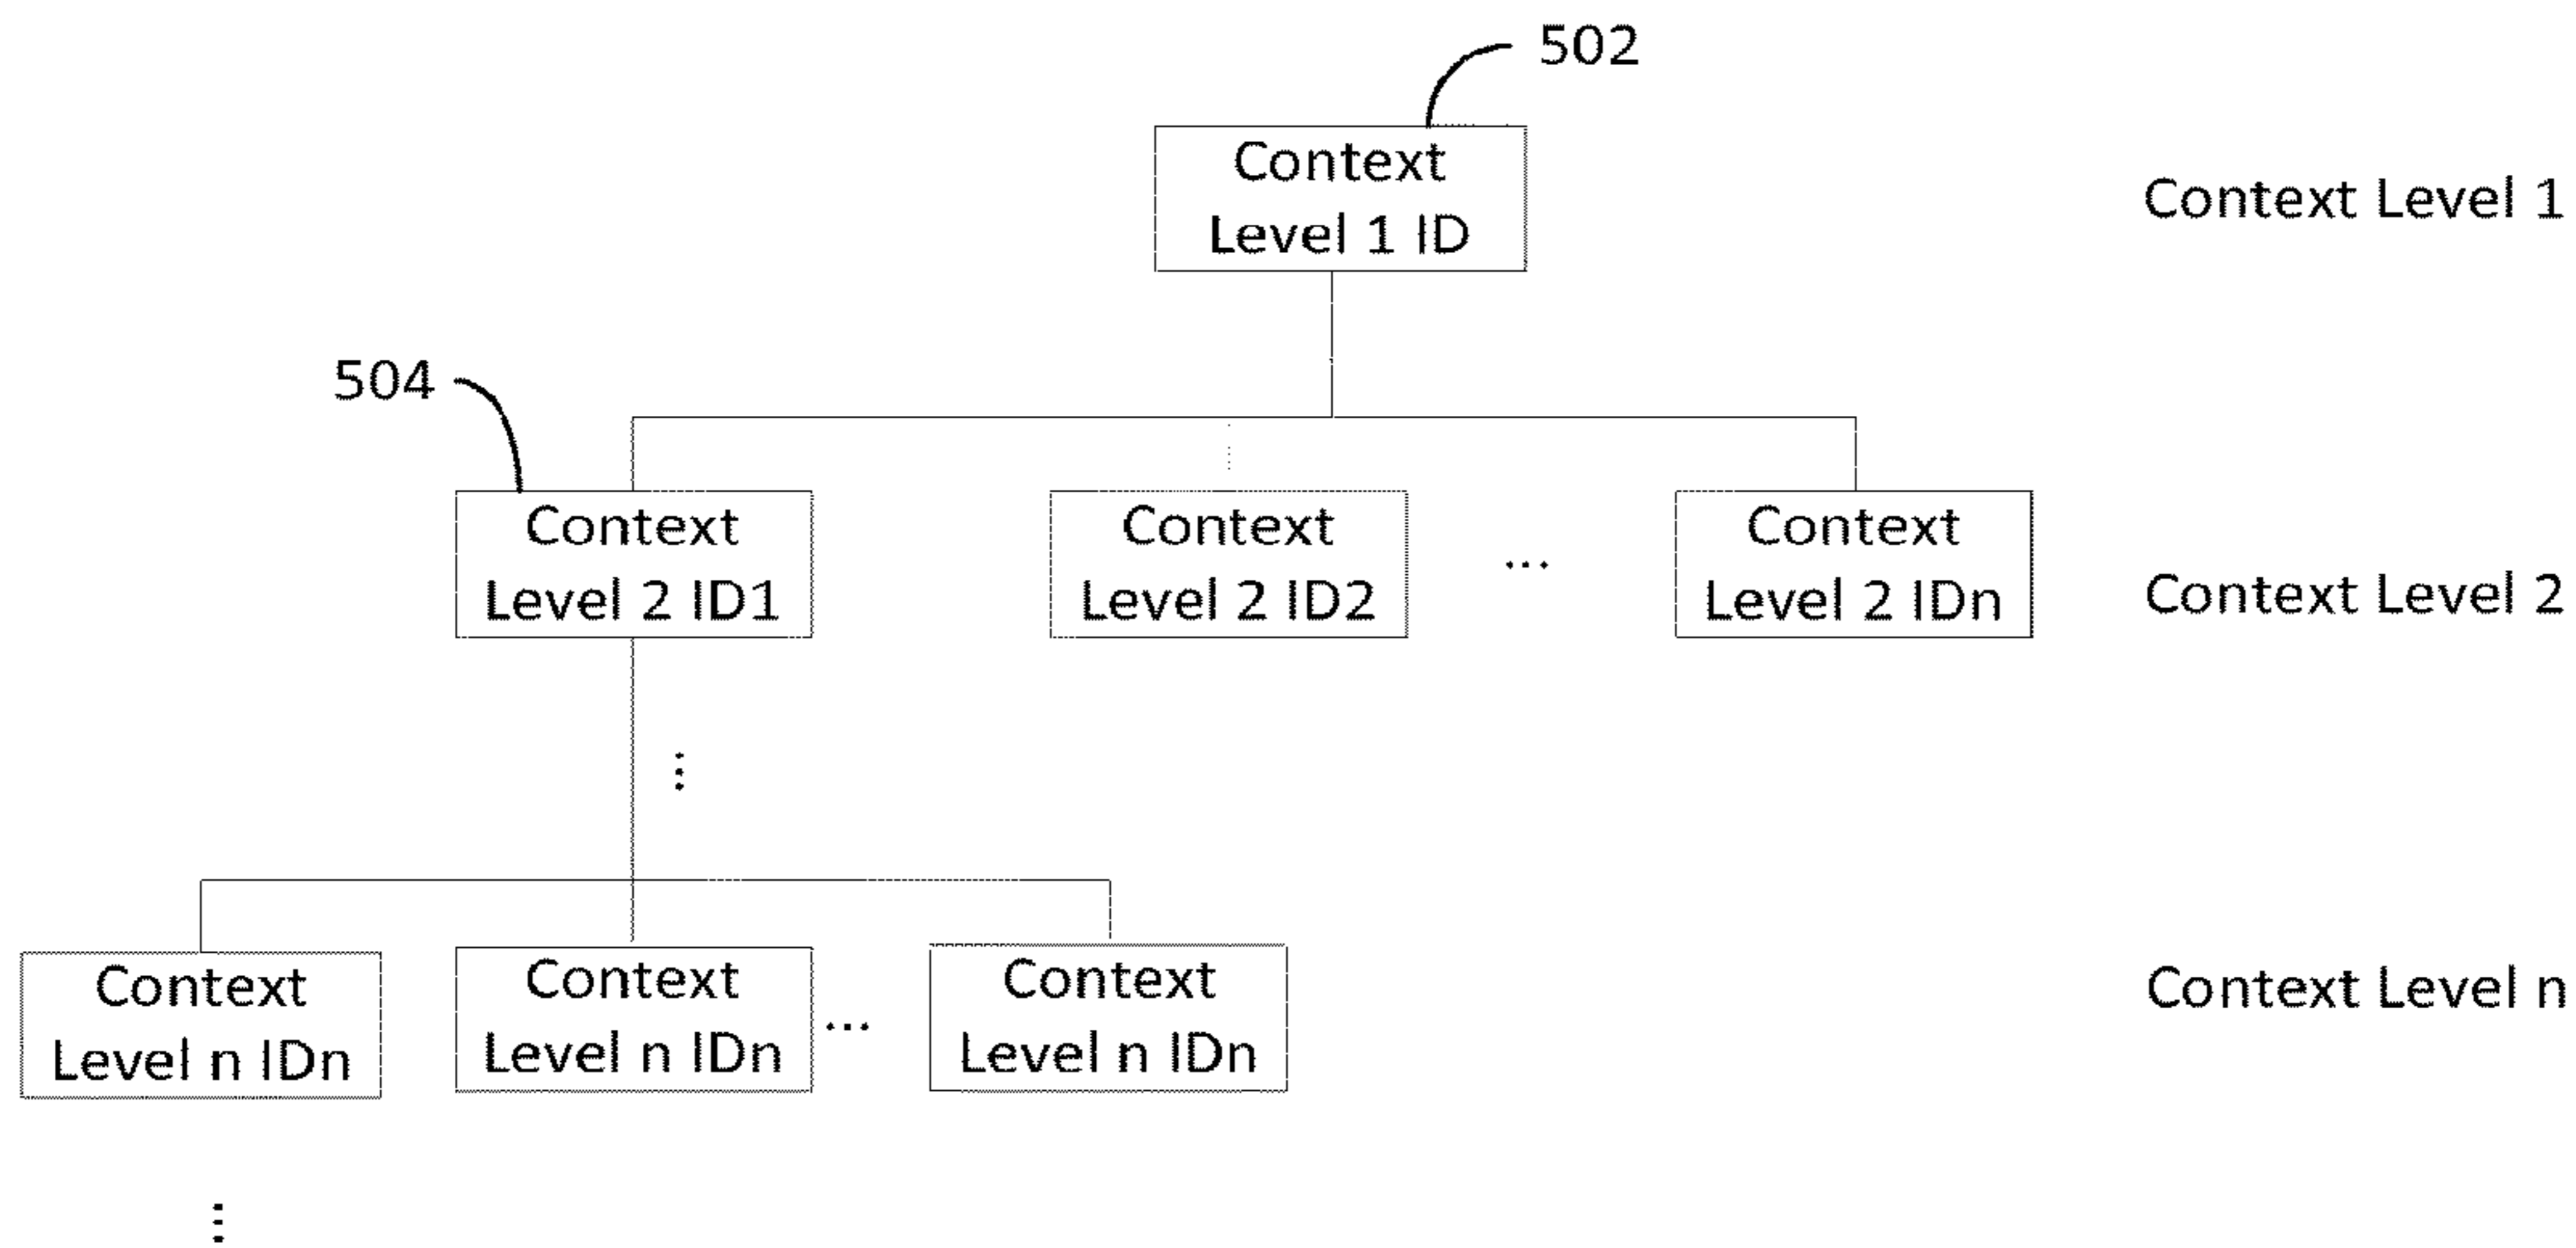 502
Context
Level 1 ID
Context Level 1
504
Context
Level 2 ID1
Context
Level 2 ID2
...
Context
Level 2 IDn
Context Level 2
...
Context
Level n IDn
Context
Level n IDn
...
Context
Level n IDn
Context Level n
...